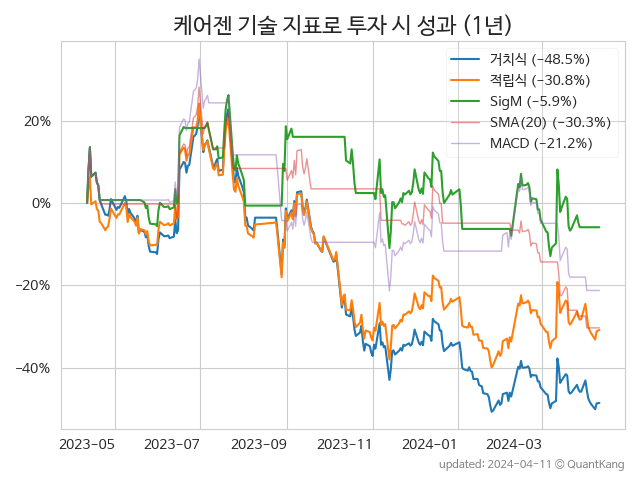 케어젠 기술 지표로 투자 시 성과 (1년)
거치식 (−48.5%)
적립식 (−30.8%)
SigM (−5.9%)
SMA(20) (−30.3%)
MACD (−21.2%)
20%
0%
−20%
−40%
2023-05 2023-07 2023-09 2023-11 2024-01 2024-03
updated: 2024-04-11 © QuantKang